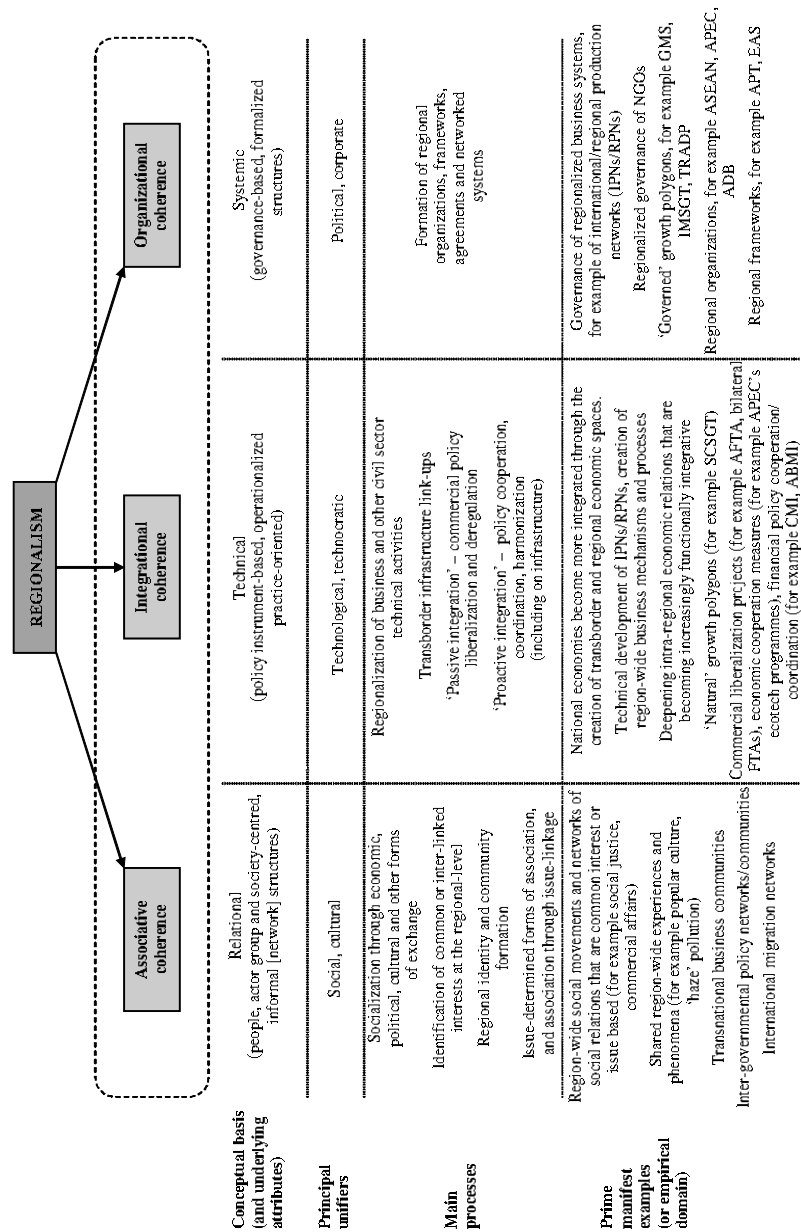 REGIONALISM
Associative
coherence
Integrational
coherence
Organizational
coherence
Conceptual basis
(and underlying
attributes)
Relational
(people, actor group and society-centred,
informal [network] structures)
Technical
(policy instrument-based, operationalized
practice-oriented)
Systemic
(governance-based, formalized
structures)
Principal
unifiers
Social, cultural
Technological, technocratic
Political, corporate
Main
processes
Socialization through economic,
political, cultural and other forms
of exchange
Identification of common or inter-linked
interests at the regional-level
Regional identity and community
formation
Issue-determined forms of association,
and association through issue-linkage
Regionalization of business and other civil sector
technical activities
Transborder infrastructure link-ups
‘Passive integration’ – commercial policy
liberalization and deregulation
‘Proactive integration’ – policy cooperation,
coordination, harmonization
(including on infrastructure)
Formation of regional
organizations, frameworks,
agreements and networked
systems
Prime
manifest
examples
(or empirical
domain)
Region-wide social movements and networks of
social relations that are common interest or
issue based (for example social justice,
commercial affairs)
Shared region-wide experiences and
phenomena (for example popular culture,
‘haze’ pollution)
Transnational business communities
Inter-governmental policy networks/communities
International migration networks
National economies become more integrated through the
creation of transborder and regional economic spaces.
Technical development of IPNs/RPNs, creation of
region-wide business mechanisms and processes
Deepening intra-regional economic relations that are
becoming increasingly functionally integrative
‘Natural’ growth polygons (for example SCSGT)
Commercial liberalization projects (for example AFTA, bilateral
FTAs), economic cooperation measures (for example APEC’s
ecotech programmes), financial policy cooperation/
coordination (for example CMI, ABMI)
Governance of regionalized business systems,
for example of international/regional production
networks (IPNs/RPNs)
Regionalized governance of NGOs
‘Governed’ growth polygons, for example GMS,
IMSGT, TRADP
Regional organizations, for example ASEAN, APEC,
ADB
Regional frameworks, for example APT, EAS